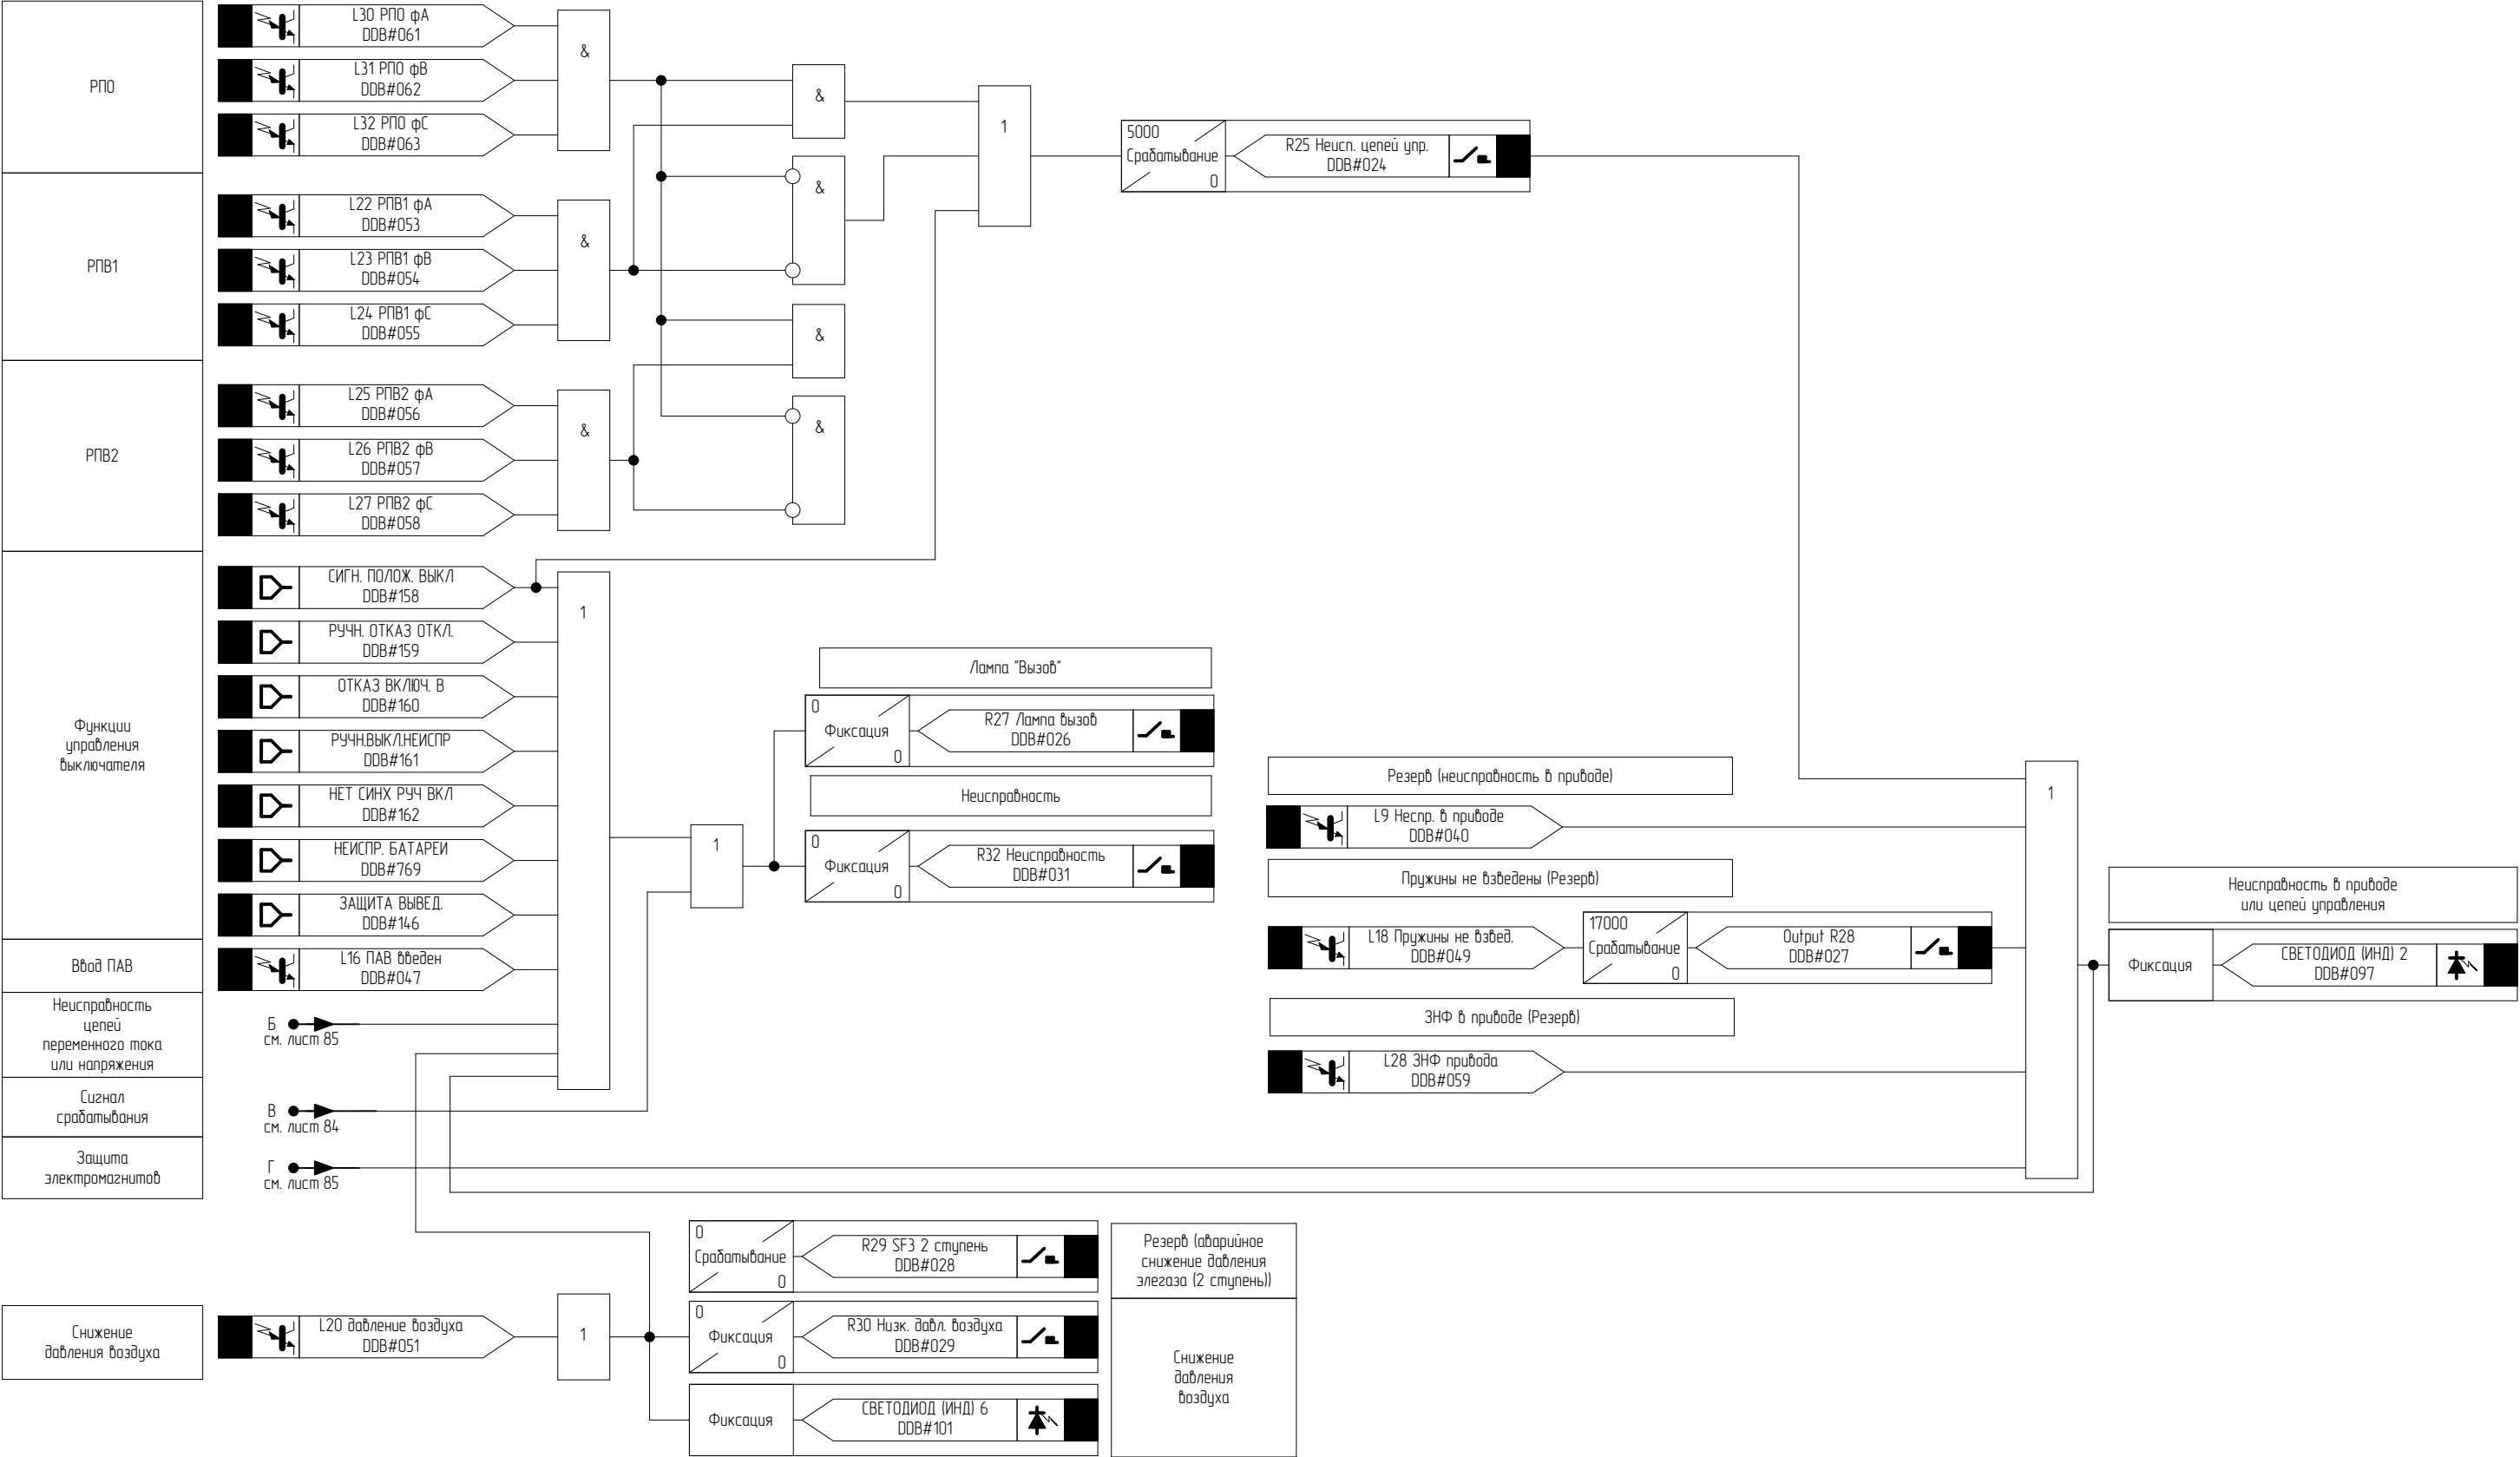 РПО
L30 РПО фА
DDB#061
L31 РПО фВ
DDB#062
L32 РПО фС
DDB#063
&
&
&
&
&
1
5000
Срабатывание
0
R25 Неисп. цепей упр.
DDB#024
РПВ1
L22 РПВ1 фА
DDB#053
L23 РПВ1 фВ
DDB#054
L24 РПВ1 фС
DDB#055
&
РПВ2
L25 РПВ2 фА
DDB#056
L26 РПВ2 фВ
DDB#057
L27 РПВ2 фС
DDB#058
&
Функции
управления
выключателя
СИГН. ПОЛОЖ. ВЫКЛ
DDB#158
РУЧН. ОТКАЗ ОТКЛ.
DDB#159
ОТКАЗ ВКЛЮЧ. В
DDB#160
РУЧН.ВЫКЛ.НЕИСПР
DDB#161
НЕТ СИНХ РУЧ ВКЛ
DDB#162
НЕИСПР. БАТАРЕИ
DDB#769
ЗАЩИТА ВЫВЕД.
DDB#146
1
Ввод ПАВ
L16 ПАВ введен
DDB#047
Неисправность
цепей
переменного тока
или напряжения
Б
см. лист 85
Сигнал
срабатывания
В
см. лист 84
Защита
электромагнитов
Г
см. лист 85
1
Лампа "Вызов"
0
Фиксация
0
R27 Лампа вызов
DDB#026
Неисправность
0
Фиксация
0
R32 Неисправность
DDB#031
Резерв (неисправность в приводе)
L9 Неспр. в приводе
DDB#040
Пружины не взведены (Резерв)
L18 Пружины не взвед.
DDB#049
17000
Срабатывание
0
Output R28
DDB#027
ЗНФ в приводе (Резерв)
L28 ЗНФ привода
DDB#059
1
Неисправность в приводе
или цепей управления
Фиксация
СВЕТОДИОД (ИНД) 2
DDB#097
Снижение
давления воздуха
L20 давление воздуха
DDB#051
1
0
Срабатывание
0
R29 SF3 2 ступень
DDB#028
Резерв (аварийное
снижение давления
элегаза (2 ступень))
0
Фиксация
0
R30 Низк. давл. воздуха
DDB#029
Фиксация
СВЕТОДИОД (ИНД) 6
DDB#101
Снижение
давления
воздуха